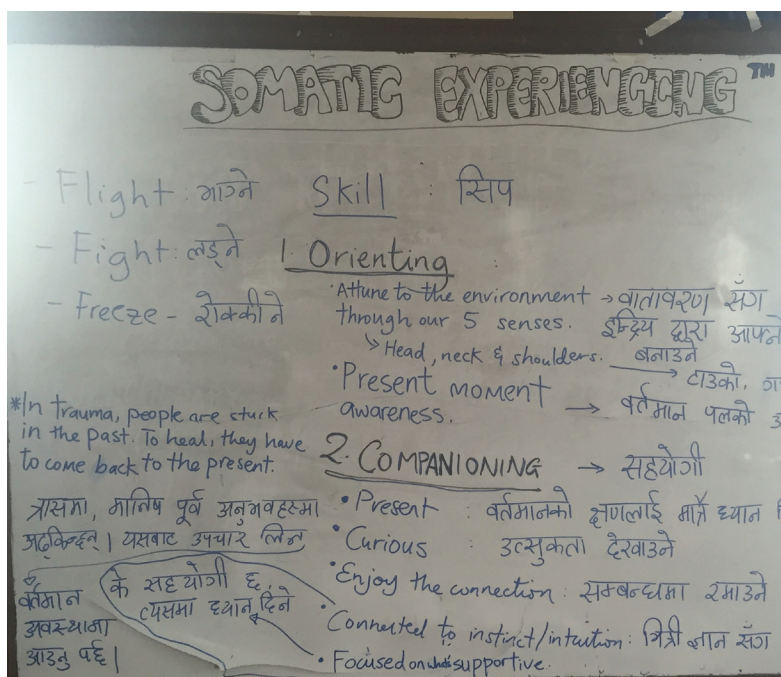 SOMATIC EXPERIENCING TM
- Flight : भाग्ने
- Fight : लड्ने
- Freeze - रोक्कीने
*In trauma, people are stuck
in the past. To heal, they have
to come back to the present.
त्रासमा, मानिष पूर्व अनुभवहरुमा
अड्किन्छन् । यसबाट उपचार लिन
वर्तमान
अवस्थामा
आउनु पर्छ ।
Skill : सिप
1. Orienting
• Attune to the environment → वातावरण सँग
through our 5 senses. इन्द्रिय द्वारा आफ्ने
बनाउने
↳ Head, neck & shoulders. → टाउको,
• Present moment
awareness. → वर्तमान पलको
2. COMPANIONING → सहयोगी
• Present : वर्तमानको क्षणलाई मात्रै ध्यान
• Curious : उत्सुकता देखाउने
• Enjoy the connection : सम्बन्धमा रमाउने
• Connected to instinct/intuition : भित्री ज्ञान सँग
• Focused on what's supportive.
के सहयोगी छ,
त्यसमा ध्यान दिने